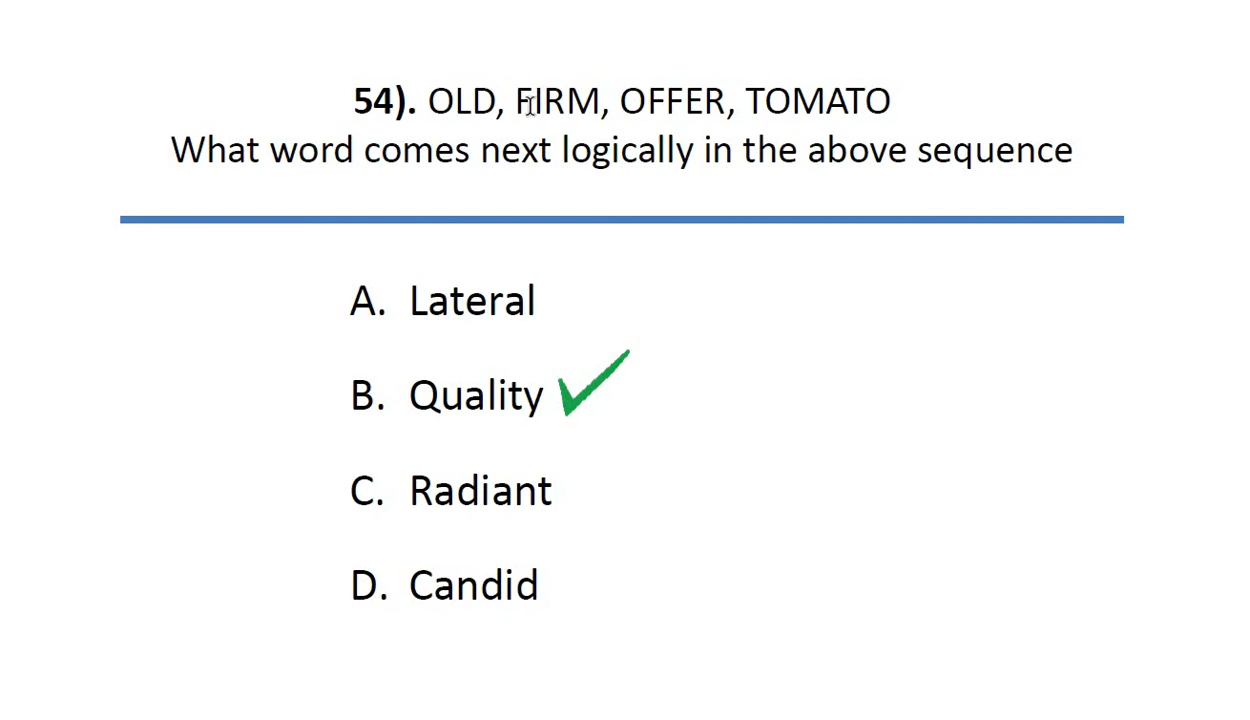 54). OLD, FIRM, OFFER, TOMATO
What word comes next logically in the above sequence
A. Lateral
B. Quality
C. Radiant
D. Candid